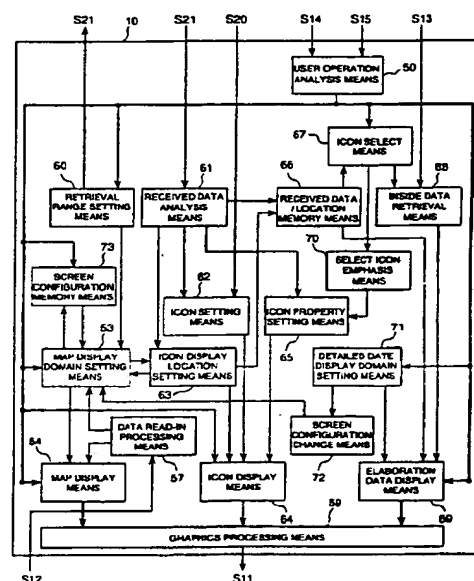 S21 S21 S20 S14 S15 S13
10
USER OPERATION
ANALYSIS MEANS
50
67
ICON SELECT
MEANS
60
61
66
68
RETRIEVAL
RANGE SETTING
MEANS
RECEIVED DATA
ANALYSIS
MEANS
RECEIVED DATA
/ LOCATION
MEMORY MEANS
INSIDE DATA
RETRIEVAL
MEANS
73
SCREEN
CONFIGURATION
MEMORY MEANS
62
ICON SETTING
MEANS
70
SELECT ICON
EMPHASIS MEANS
ICON PROPERTY
SETTING MEANS
65
71
53
MAP DISPLAY
DOMAIN SETTING
MEANS
ICON DISPLAY
LOCATION
SETTING MEANS
63
DETAILED DATE
DISPLAY DOMAIN
SETTING MEANS
DATA READ-IN
PROCESSING
MEANS
57
SCREEN
CONFIGURATION
CHANGE MEANS
72
54
MAP DISPLAY
MEANS
ICON DISPLAY
MEANS
64
ELABORATION
DATA DISPLAY
MEANS
69
59
GRAPHICS PROCESSING MEANS
S12 S11